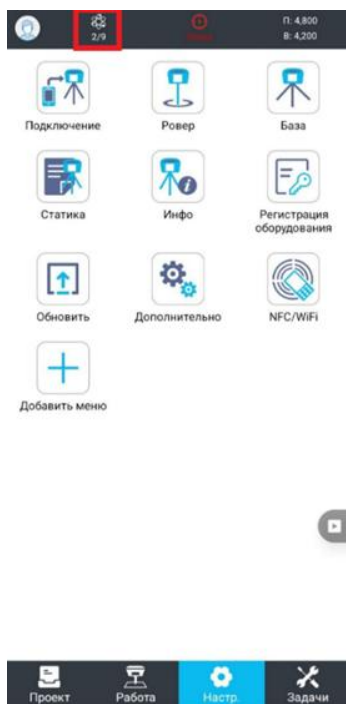 2/9
П: 4,800
В: 4,200
Подключение
Ровер
База
Статика
Инфо
Регистрация
оборудования
Обновить
Дополнительно
NFC/WiFi
Добавить меню
Проект
Работа
Настр.
Задачи